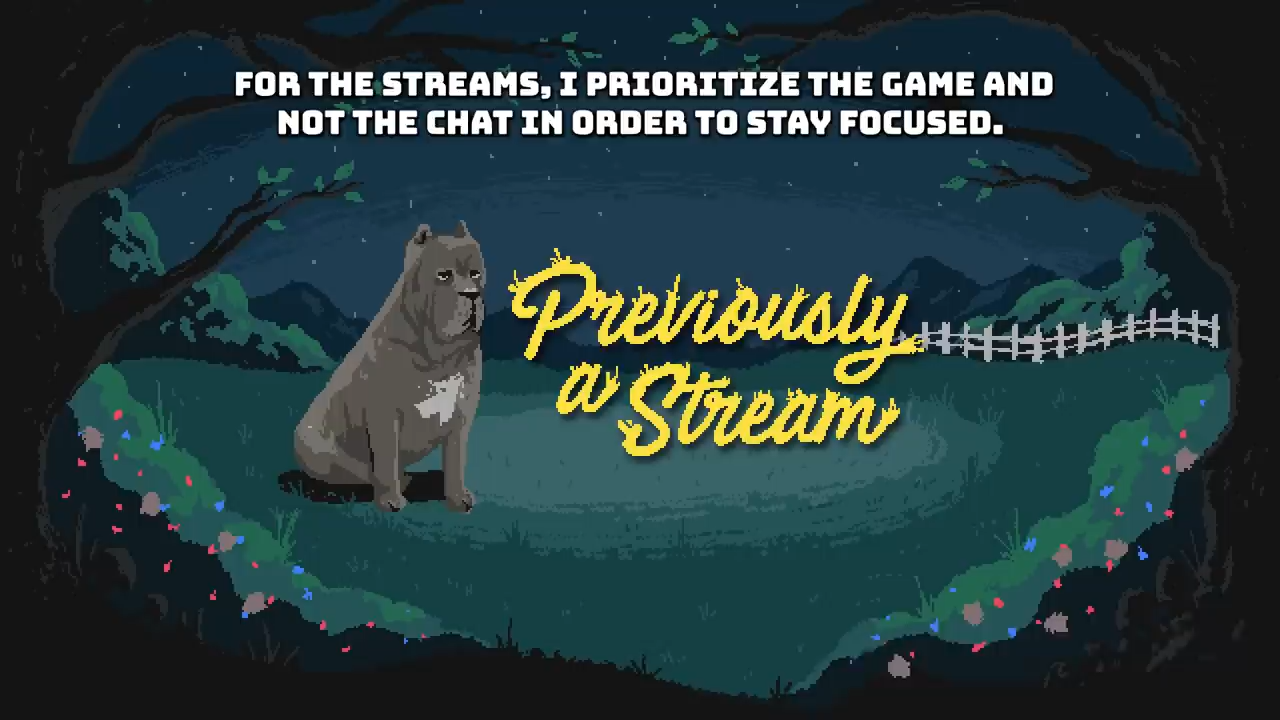 FOR THE STREAMS, I PRIORITIZE THE GAME AND
NOT THE CHAT IN ORDER TO STAY FOCUSED.
Previously
a Stream